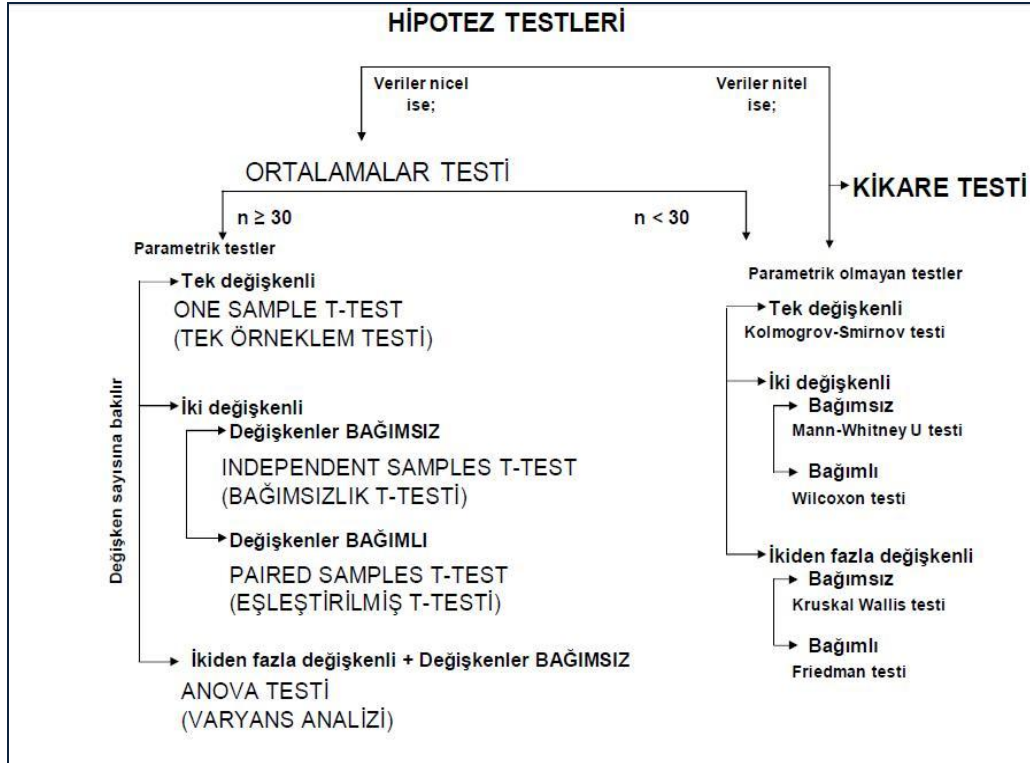 HİPOTEZ TESTLERİ
Veriler nicel
ise;
Veriler nitel
ise;
ORTALAMALAR TESTİ
KİKARE TESTİ
n ≥ 30
n < 30
Parametrik testler
Parametrik olmayan testler
Değişken sayısına bakılır
Tek değişkenli
ONE SAMPLE T-TEST
(TEK ÖRNEKLEM TESTİ)
İki değişkenli
Değişkenler BAĞIMSIZ
INDEPENDENT SAMPLES T-TEST
(BAĞIMSIZLIK T-TESTİ)
Değişkenler BAĞIMLI
PAIRED SAMPLES T-TEST
(EŞLEŞTİRİLMİŞ T-TESTİ)
İkiden fazla değişkenli + Değişkenler BAĞIMSIZ
ANOVA TESTİ
(VARYANS ANALİZİ)
Tek değişkenli
Kolmogrov-Smirnov testi
İki değişkenli
Bağımsız
Mann-Whitney U testi
Bağımlı
Wilcoxon testi
İkiden fazla değişkenli
Bağımsız
Kruskal Wallis testi
Bağımlı
Friedman testi